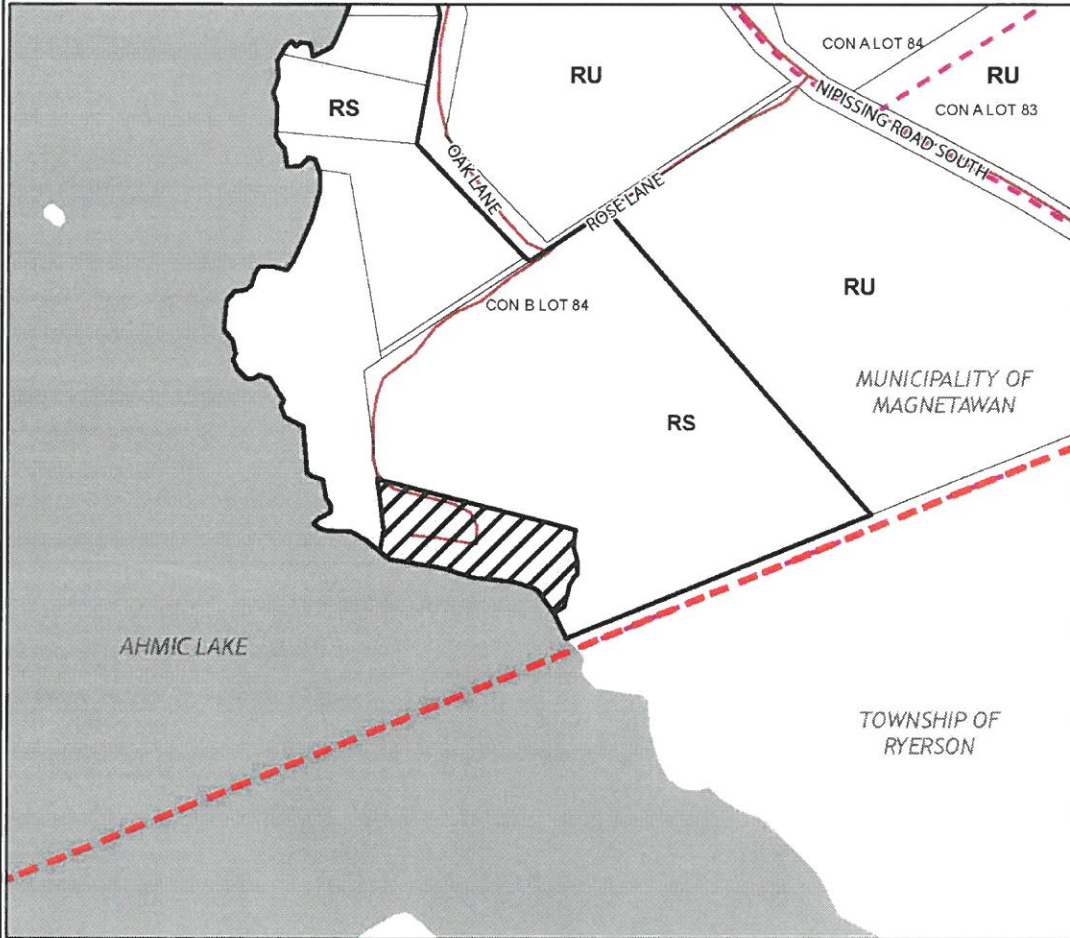 CON A LOT 84
RU
RU
NIPISSING ROAD SOUTH
CON A LOT 83
RS
OAK LANE
ROSE LANE
CON B LOT 84
RU
MUNICIPALITY OF
MAGNETAWAN
RS
AHMIC LAKE
TOWNSHIP OF
RYERSON